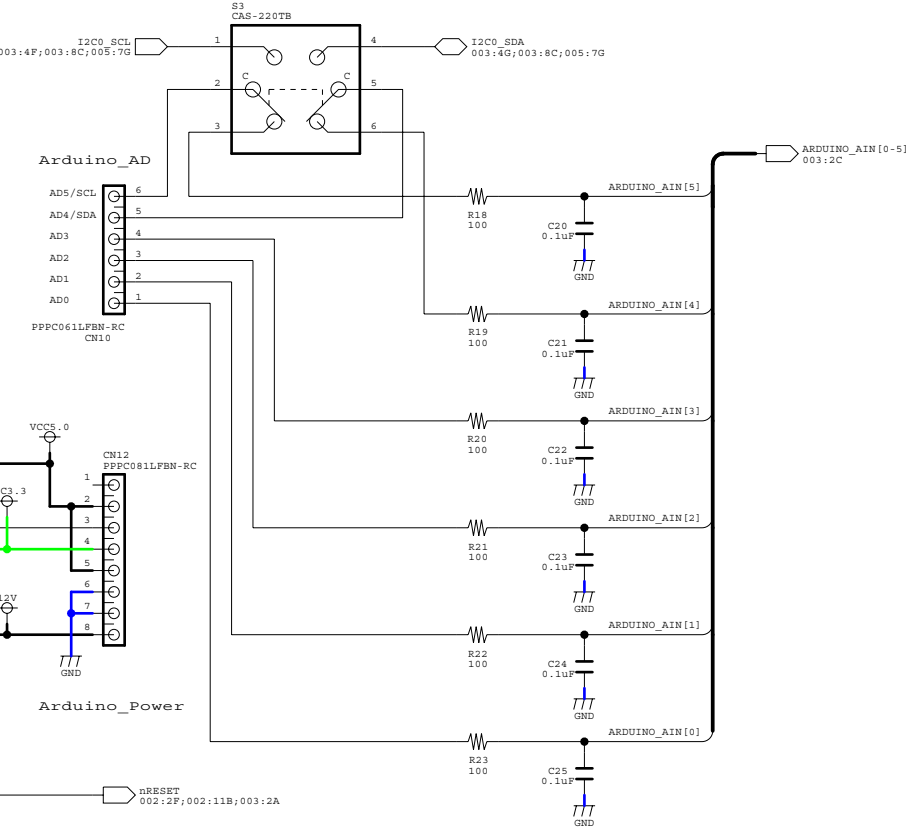 S3
CAS-220TB
I2C0_SCL
003:4F;003:8C;005:7G
1
4
I2C0_SDA
003:4G;003:8C;005:7G
2
C
C
5
3
6
ARDUINO_AIN[0-5]
003:2C
Arduino_AD
AD5/SCL
6
AD4/SDA
5
AD3
4
AD2
3
AD1
2
AD0
1
PPPC061LFBN-RC
CN10
R18
100
ARDUINO_AIN[5]
C20
0.1uF
GND
R19
100
ARDUINO_AIN[4]
C21
0.1uF
GND
R20
100
ARDUINO_AIN[3]
C22
0.1uF
GND
R21
100
ARDUINO_AIN[2]
C23
0.1uF
GND
R22
100
ARDUINO_AIN[1]
C24
0.1uF
GND
R23
100
ARDUINO_AIN[0]
C25
0.1uF
GND
VCC5.0
CN12
PPPC081LFBN-RC
C3.3
12V
1
2
3
4
5
6
7
8
GND
Arduino_Power
nRESET
002:2F;002:11B;003:2A